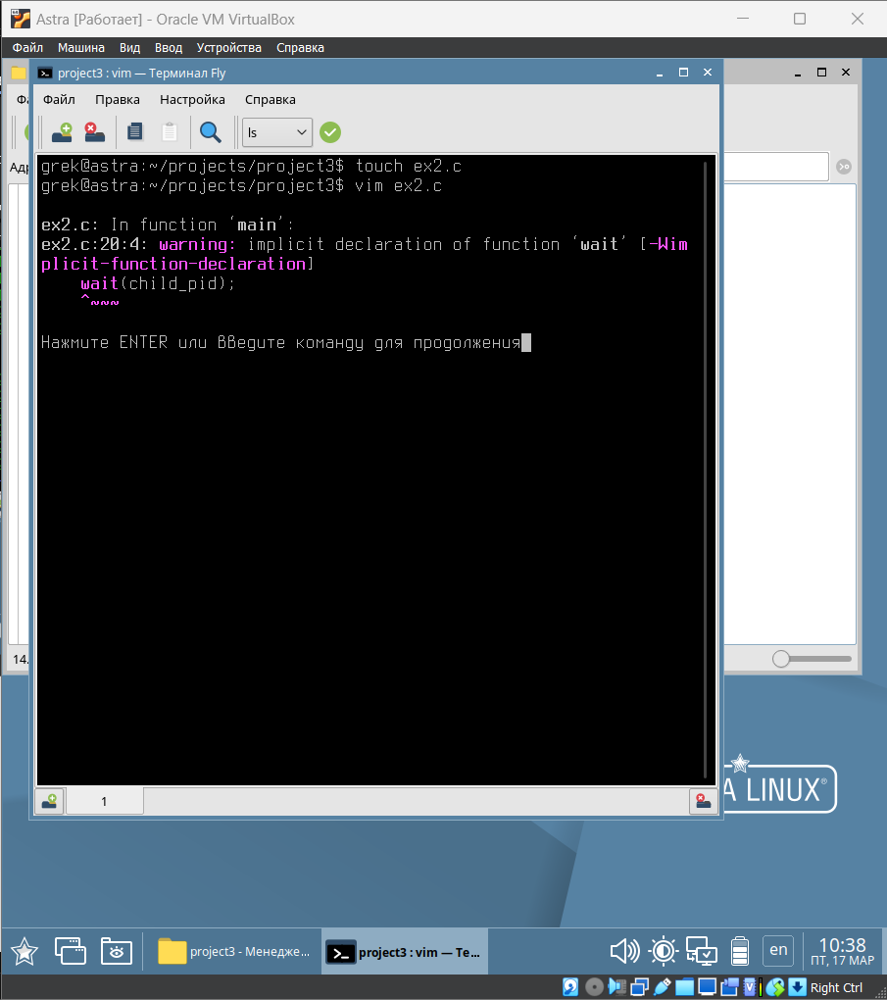 Astra [Работает] - Oracle VM VirtualBox
Файл Машина Вид Ввод Устройства Справка
project3 : vim — Терминал Fly
Файл Правка Настройка Справка
ls
grek@astra:~/projects/project3$ touch ex2.c
grek@astra:~/projects/project3$ vim ex2.c
ex2.c: In function ‘main’:
ex2.c:20:4: warning: implicit declaration of function ‘wait’ [-Wim
plicit-function-declaration]
wait(child_pid);
^~~~
Нажмите ENTER или введите команду для продолжения
14.
1
A LINUX®
project3 - Менедже...
project3 : vim — Те...
en
10:38
ПТ, 17 МАР
Right Ctrl